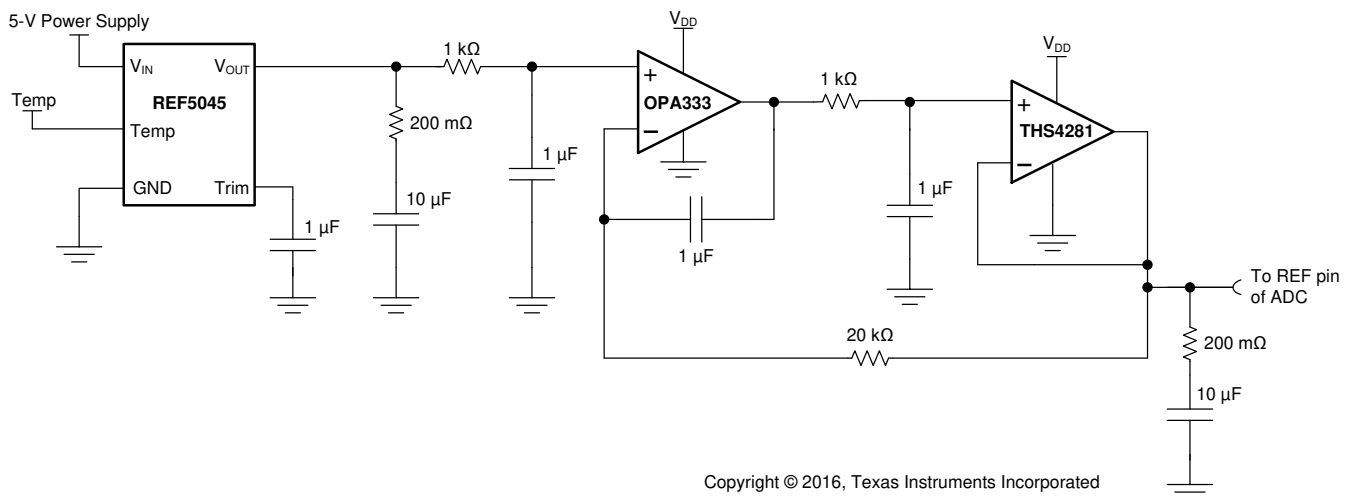 5-V Power Supply
VIN
VOUT
REF5045
Temp
Temp
GND
Trim
1 µF
1 kΩ
200 mΩ
10 µF
1 µF
VDD
+
OPA333
−
1 µF
1 kΩ
1 µF
VDD
+
THS4281
−
20 kΩ
To REF pin
of ADC
200 mΩ
10 µF
Copyright © 2016, Texas Instruments Incorporated